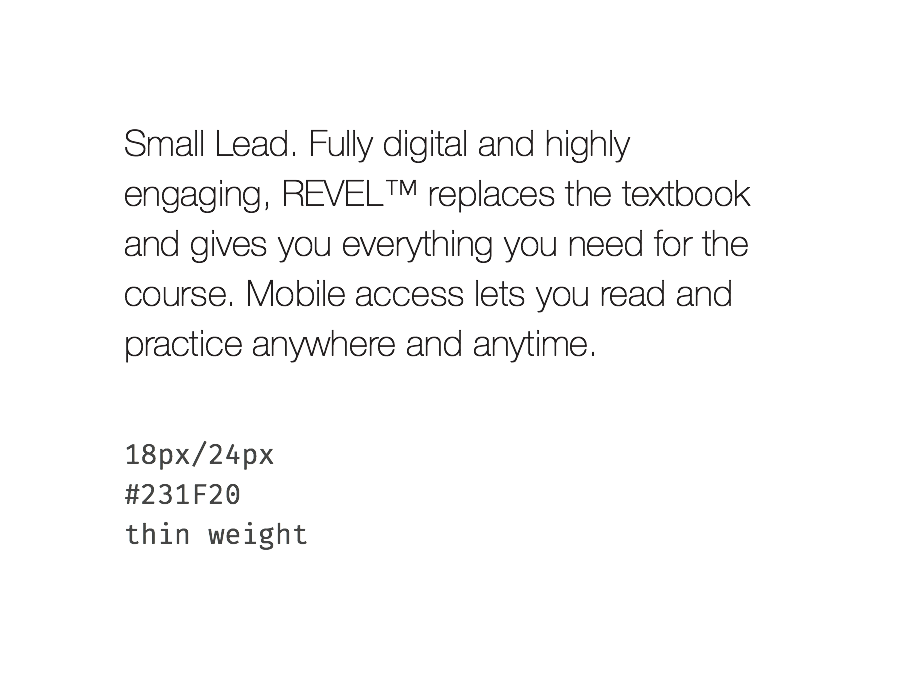 Small Lead. Fully digital and highly
engaging, REVEL™ replaces the textbook
and gives you everything you need for the
course. Mobile access lets you read and
practice anywhere and anytime.
18px/24px
#231F20
thin weight